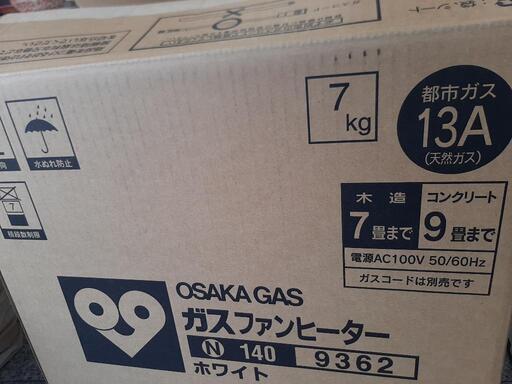 7
kg
都市ガス
13A
(天然ガス)
水ぬれ防止
積段数制限
木造
7畳まで
コンクリート
9畳まで
電源AC100V 50/60Hz
ガスコードは別売です
OSAKA GAS
ガスファンヒーター
N 140 9362
ホワイト